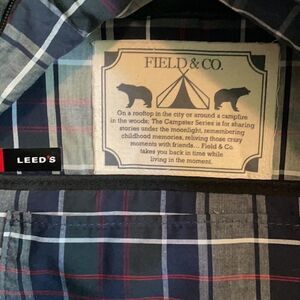 FIELD & CO.
On a rooftop in the city or around a campfire
in the woods; The Campster Series is for sharing
stories under the moonlight, remembering
childhood memories, reliving those crazy
moments with friends... Field & Co.
takes you back in time while
living in the moment.
LEED'S